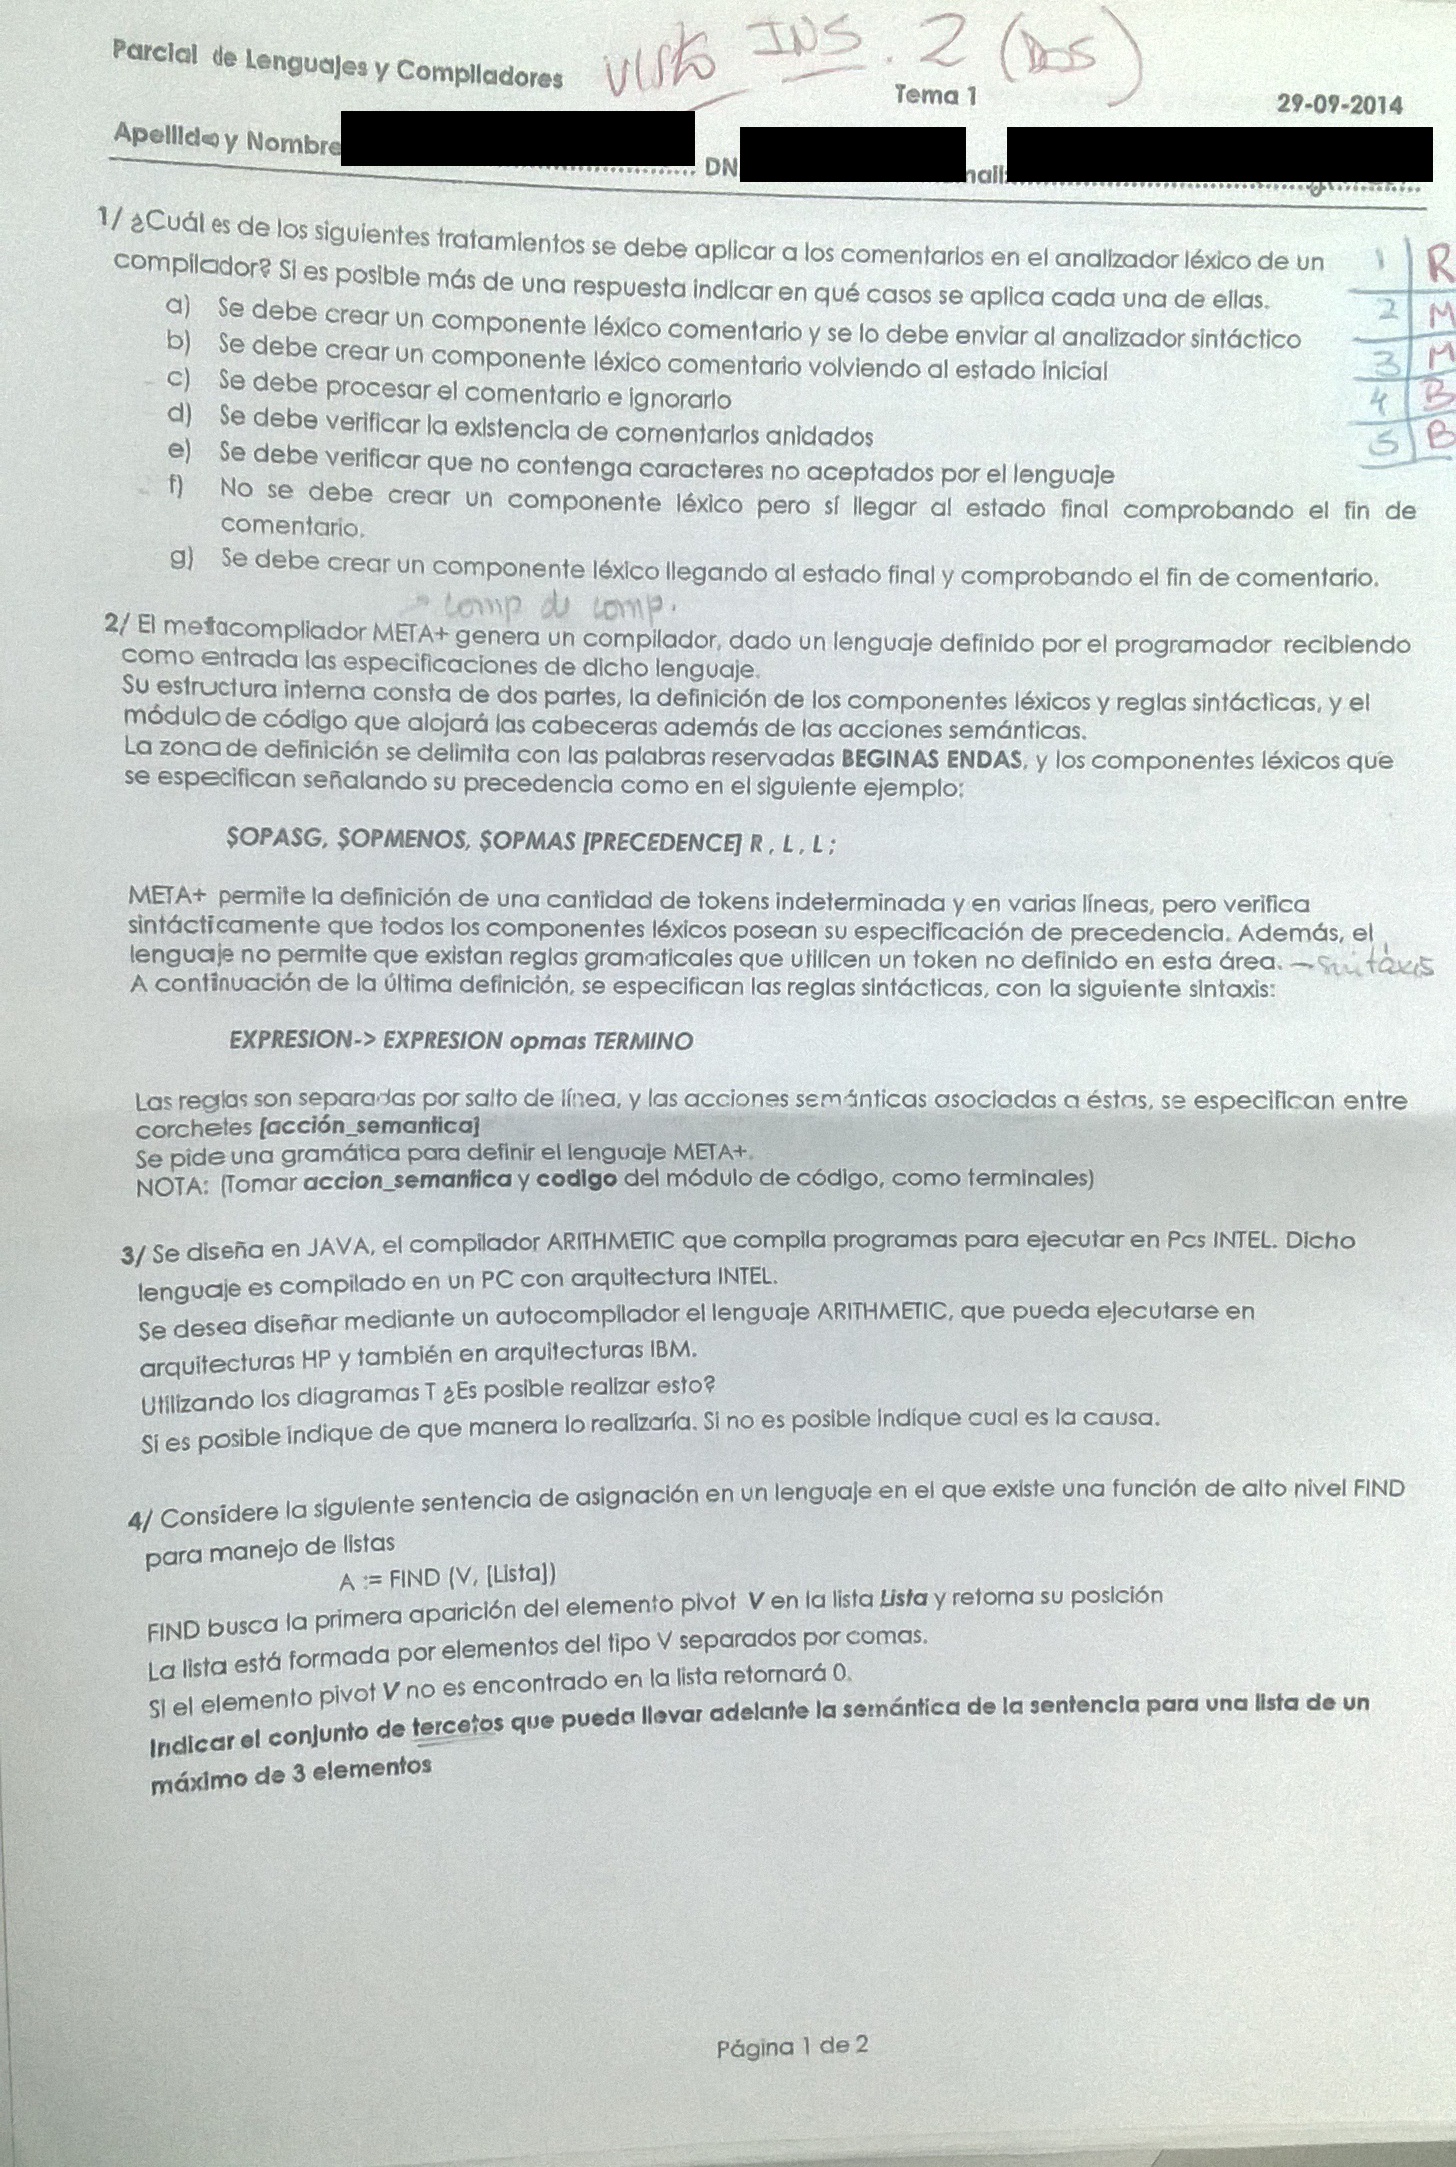 Parcial de Lenguajes y Compiladores
visto INS. 2 (DOS)
Tema 1
29-09-2014
Apellido y Nombre
DN
mail:
1/ ¿Cuál es de los siguientes tratamientos se debe aplicar a los comentarios en el analizador léxico de un
compilador? Si es posible más de una respuesta indicar en qué casos se aplica cada una de ellas.
a) Se debe crear un componente léxico comentario y se lo debe enviar al analizador sintáctico
b) Se debe crear un componente léxico comentario volviendo al estado inicial
c) Se debe procesar el comentario e ignorarlo
d) Se debe verificar la existencia de comentarios anidados
e) Se debe verificar que no contenga caracteres no aceptados por el lenguaje
f) No se debe crear un componente léxico pero sí llegar al estado final comprobando el fin de
comentario.
g) Se debe crear un componente léxico llegando al estado final y comprobando el fin de comentario.
1 R
2 M
3 M
4 B
5 B
comp de comp.
2/ El metacompliador META+ genera un compilador, dado un lenguaje definido por el programador recibiendo
como entrada las especificaciones de dicho lenguaje.
Su estructura interna consta de dos partes, la definición de los componentes léxicos y reglas sintácticas, y el
módulo de código que alojará las cabeceras además de las acciones semánticas.
La zona de definición se delimita con las palabras reservadas BEGINAS ENDAS, y los componentes léxicos que
se especifican señalando su precedencia como en el siguiente ejemplo:
$OPASG, $OPMENOS, $OPMAS [PRECEDENCE] R , L , L ;
META+ permite la definición de una cantidad de tokens indeterminada y en varias líneas, pero verifica
sintácticamente que todos los componentes léxicos posean su especificación de precedencia. Además, el
lenguaje no permite que existan reglas gramaticales que utilicen un token no definido en esta área. → sintaxis
A continuación de la última definición, se especifican las reglas sintácticas, con la siguiente sintaxis:
EXPRESION-> EXPRESION opmas TERMINO
Las reglas son separadas por salto de línea, y las acciones semánticas asociadas a éstas, se especifican entre
corchetes [acción_semantica]
Se pide una gramática para definir el lenguaje META+.
NOTA: (Tomar accion_semantica y codigo del módulo de código, como terminales)
3/ Se diseña en JAVA, el compilador ARITHMETIC que compila programas para ejecutar en Pcs INTEL. Dicho
lenguaje es compilado en un PC con arquitectura INTEL.
Se desea diseñar mediante un autocompilador el lenguaje ARITHMETIC, que pueda ejecutarse en
arquitecturas HP y también en arquitecturas IBM.
Utilizando los diagramas T ¿Es posible realizar esto?
Si es posible indique de que manera lo realizaría. Si no es posible indique cual es la causa.
4/ Considere la siguiente sentencia de asignación en un lenguaje en el que existe una función de alto nivel FIND
para manejo de listas
A := FIND (V, [Lista])
FIND busca la primera aparición del elemento pivot V en la lista Lista y retorna su posición
La lista está formada por elementos del tipo V separados por comas.
Si el elemento pivot V no es encontrado en la lista retornará 0.
Indicar el conjunto de tercetos que pueda llevar adelante la semántica de la sentencia para una lista de un
máximo de 3 elementos
Página 1 de 2